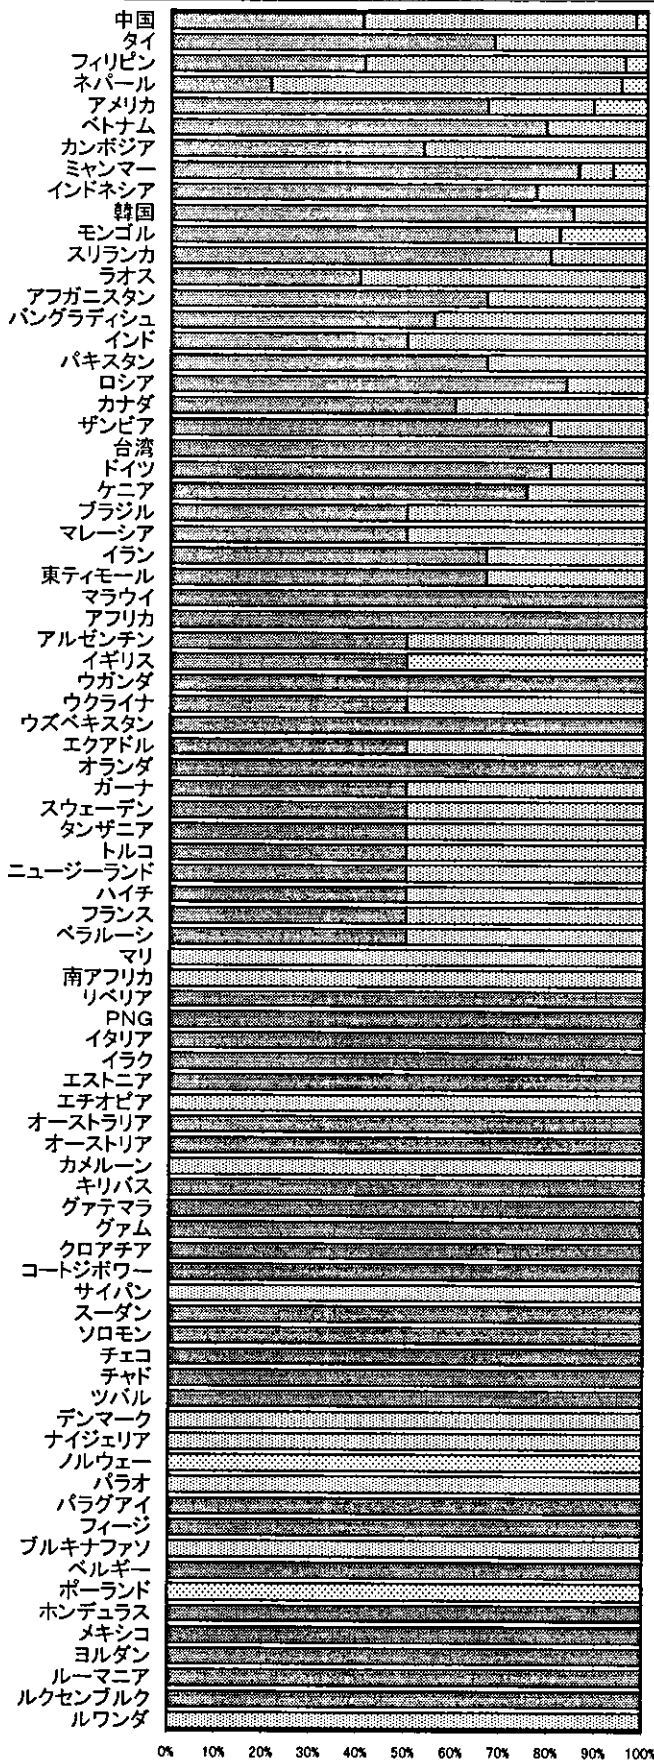 中国
タイ
フィリピン
ネパール
アメリカ
ベトナム
カンボジア
ミャンマー
インドネシア
韓国
モンゴル
スリランカ
ラオス
アフガニスタン
バングラディシュ
インド
パキスタン
ロシア
カナダ
ザンビア
台湾
ドイツ
ケニア
ブラジル
マレーシア
イラン
東ティモール
マラウイ
アフリカ
アルゼンチン
イギリス
ウガンダ
ウクライナ
ウズベキスタン
エクアドル
オランダ
ガーナ
スウェーデン
タンザニア
トルコ
ニュージーランド
ハイチ
フランス
ベラルーシ
マリ
南アフリカ
リベリア
PNG
イタリア
イラク
エストニア
エチオピア
オーストラリア
オーストリア
カメルーン
キリバス
グァテマラ
グァム
クロアチア
コートジボワー
サイパン
スーダン
ソロモン
チェコ
チャド
ツバル
デンマーク
ナイジェリア
ノルウェー
パラオ
パラグアイ
フィージ
ブルキナファソ
ベルギー
ポーランド
ホンデュラス
メキシコ
ヨルダン
ルーマニア
ルクセンブルク
ルワンダ
0% 10% 20% 30% 40% 50% 60% 70% 80% 90% 100%